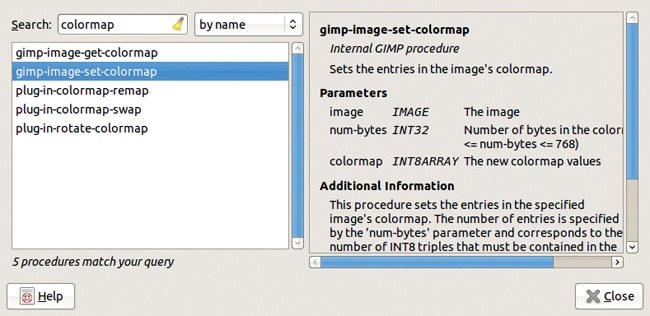 Search: colormap by name
gimp-image-get-colormap
gimp-image-set-colormap
plug-in-colormap-remap
plug-in-colormap-swap
plug-in-rotate-colormap
5 procedures match your query
gimp-image-set-colormap
Internal GIMP procedure
Sets the entries in the image's colormap.
Parameters
image IMAGE The image
num-bytes INT32 Number of bytes in the
<= num-bytes <= 768)
colormap INT8ARRAY The new colormap values
Additional Information
This procedure sets the entries in the specified
image's colormap. The number of entries is specified
by the 'num-bytes' parameter and corresponds to the
number of INT8 triples that must be contained in the
Help
Close